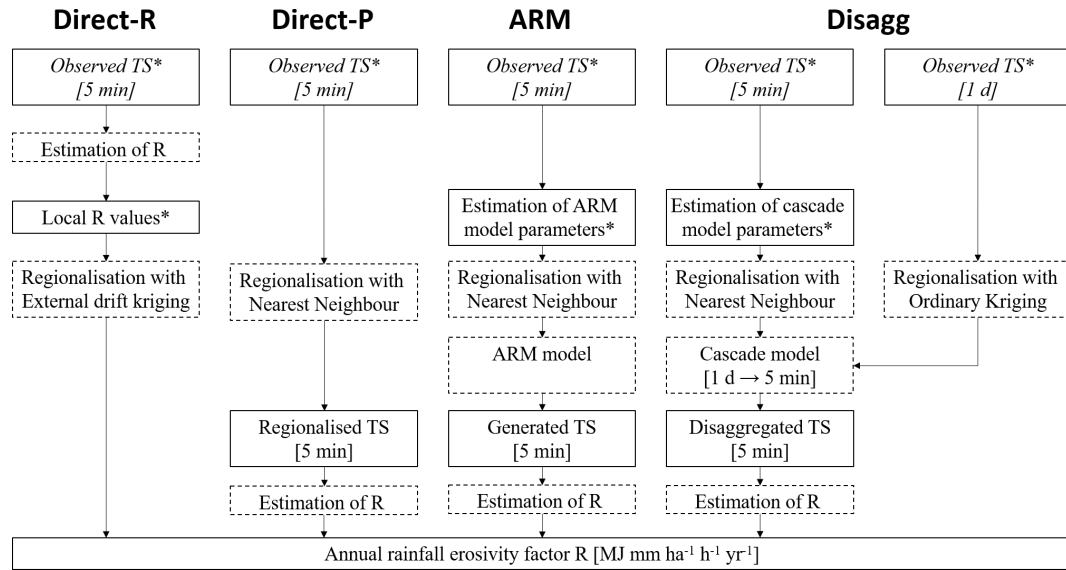 Direct-R
Direct-P
ARM
Disagg
Observed TS*
[5 min]
Observed TS*
[5 min]
Observed TS*
[5 min]
Observed TS*
[5 min]
Observed TS*
[1 d]
Estimation of R
Local R values*
Estimation of ARM
model parameters*
Estimation of cascade
model parameters*
Regionalisation with
External drift kriging
Regionalisation with
Nearest Neighbour
Regionalisation with
Nearest Neighbour
Regionalisation with
Nearest Neighbour
Regionalisation with
Ordinary Kriging
ARM model
Cascade model
[1 d → 5 min]
Regionalised TS
[5 min]
Generated TS
[5 min]
Disaggregated TS
[5 min]
Estimation of R
Estimation of R
Estimation of R
Annual rainfall erosivity factor R [MJ mm ha⁻¹ h⁻¹ yr⁻¹]